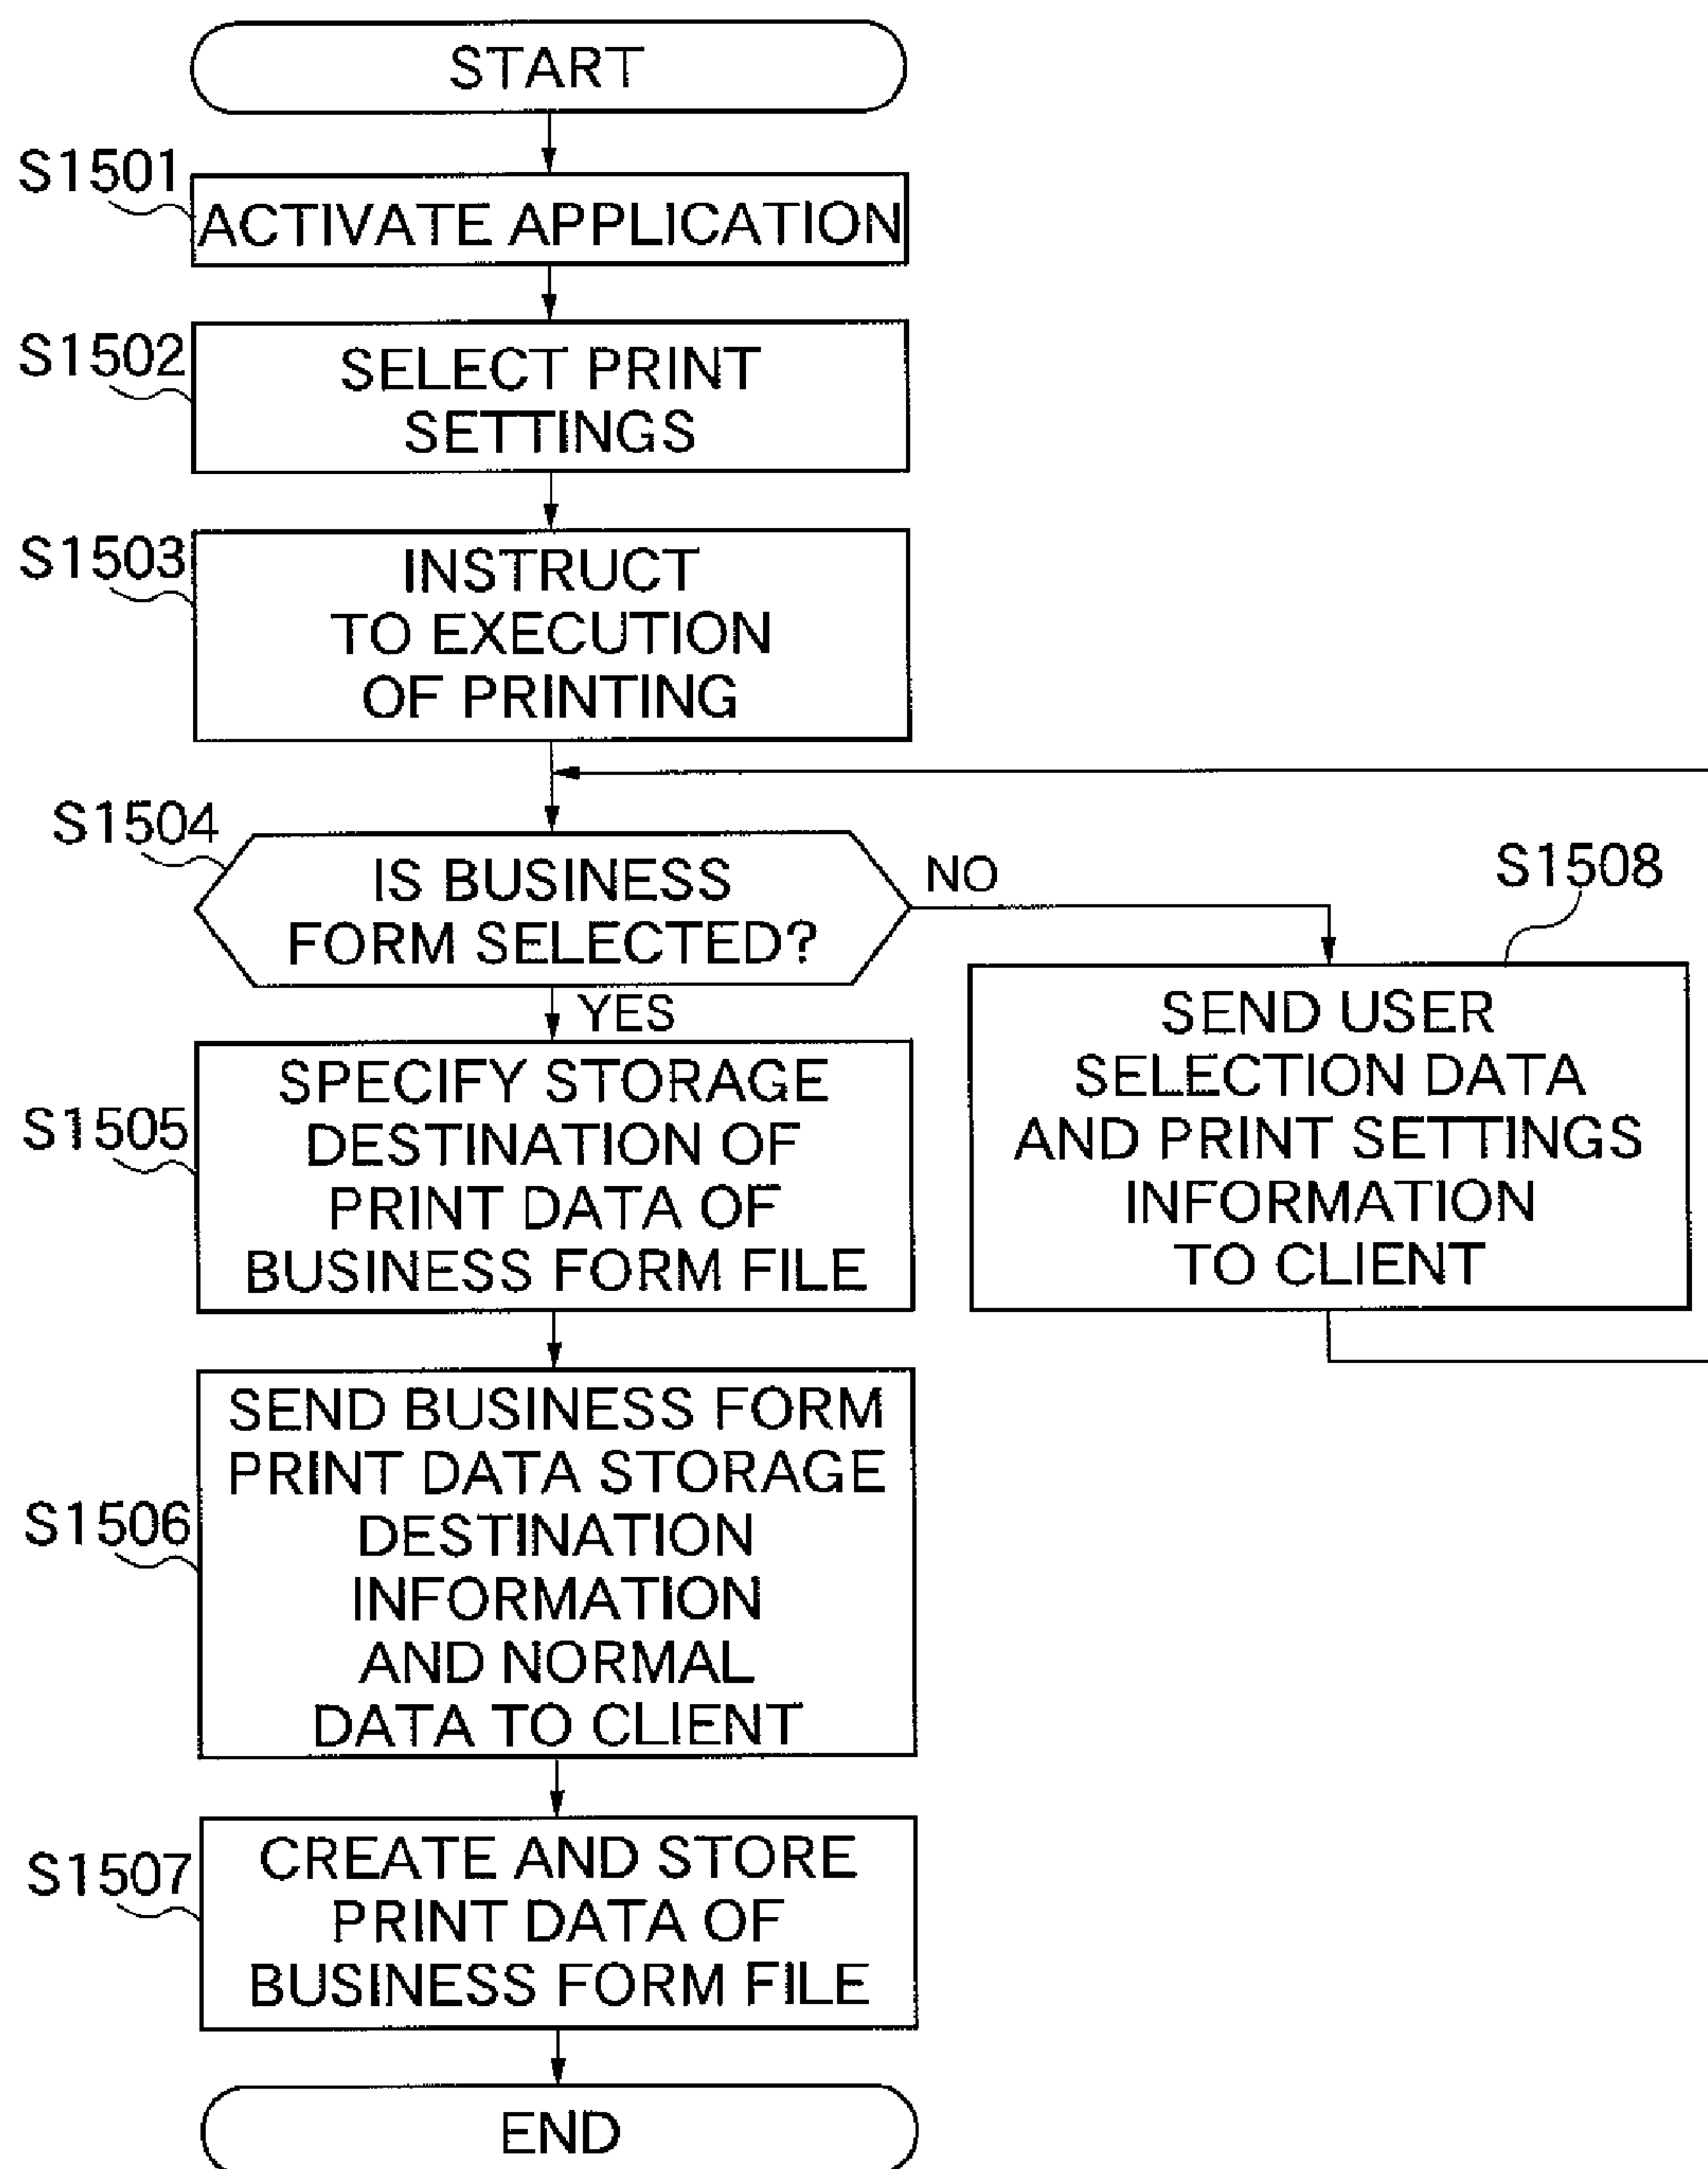 START
S1501
ACTIVATE APPLICATION
S1502
SELECT PRINT
SETTINGS
S1503
INSTRUCT
TO EXECUTION
OF PRINTING
S1504
IS BUSINESS
FORM SELECTED?
NO
YES
S1508
SEND USER
SELECTION DATA
AND PRINT SETTINGS
INFORMATION
TO CLIENT
S1505
SPECIFY STORAGE
DESTINATION OF
PRINT DATA OF
BUSINESS FORM FILE
S1506
SEND BUSINESS FORM
PRINT DATA STORAGE
DESTINATION
INFORMATION
AND NORMAL
DATA TO CLIENT
S1507
CREATE AND STORE
PRINT DATA OF
BUSINESS FORM FILE
END